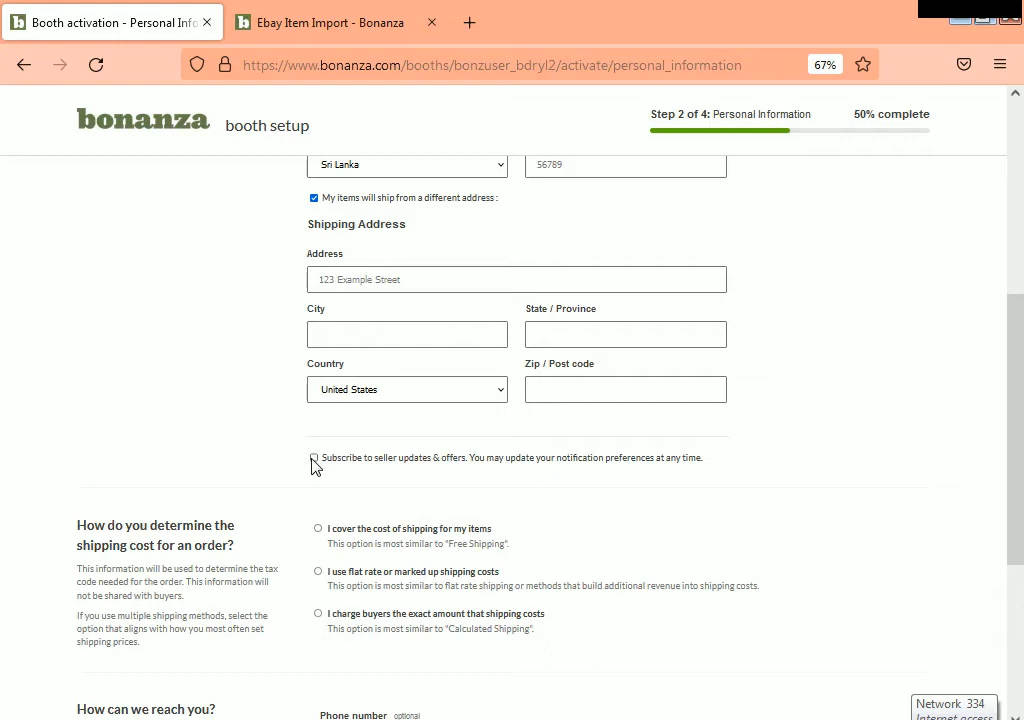 Booth activation - Personal Info
Ebay Item Import - Bonanza
https://www.bonanza.com/booths/bonzuser_bdryl2/activate/personal_information
67%
bonanza
booth setup
Step 2 of 4: Personal Information
50% complete
Sri Lanka
56789
My items will ship from a different address :
Shipping Address
Address
123 Example Street
City
State / Province
Country
Zip / Post code
United States
Subscribe to seller updates & offers. You may update your notification preferences at any time.
How do you determine the
shipping cost for an order?
This information will be used to determine the tax
code needed for the order. This information will
not be shared with buyers.
If you use multiple shipping methods, select the
option that aligns with how you most often set
shipping prices.
I cover the cost of shipping for my items
This option is most similar to "Free Shipping".
I use flat rate or marked up shipping costs
This option is most similar to flat rate shipping or methods that build additional revenue into shipping costs.
I charge buyers the exact amount that shipping costs
This option is most similar to "Calculated Shipping".
How can we reach you?
Phone number optional
Network 334
Internet access